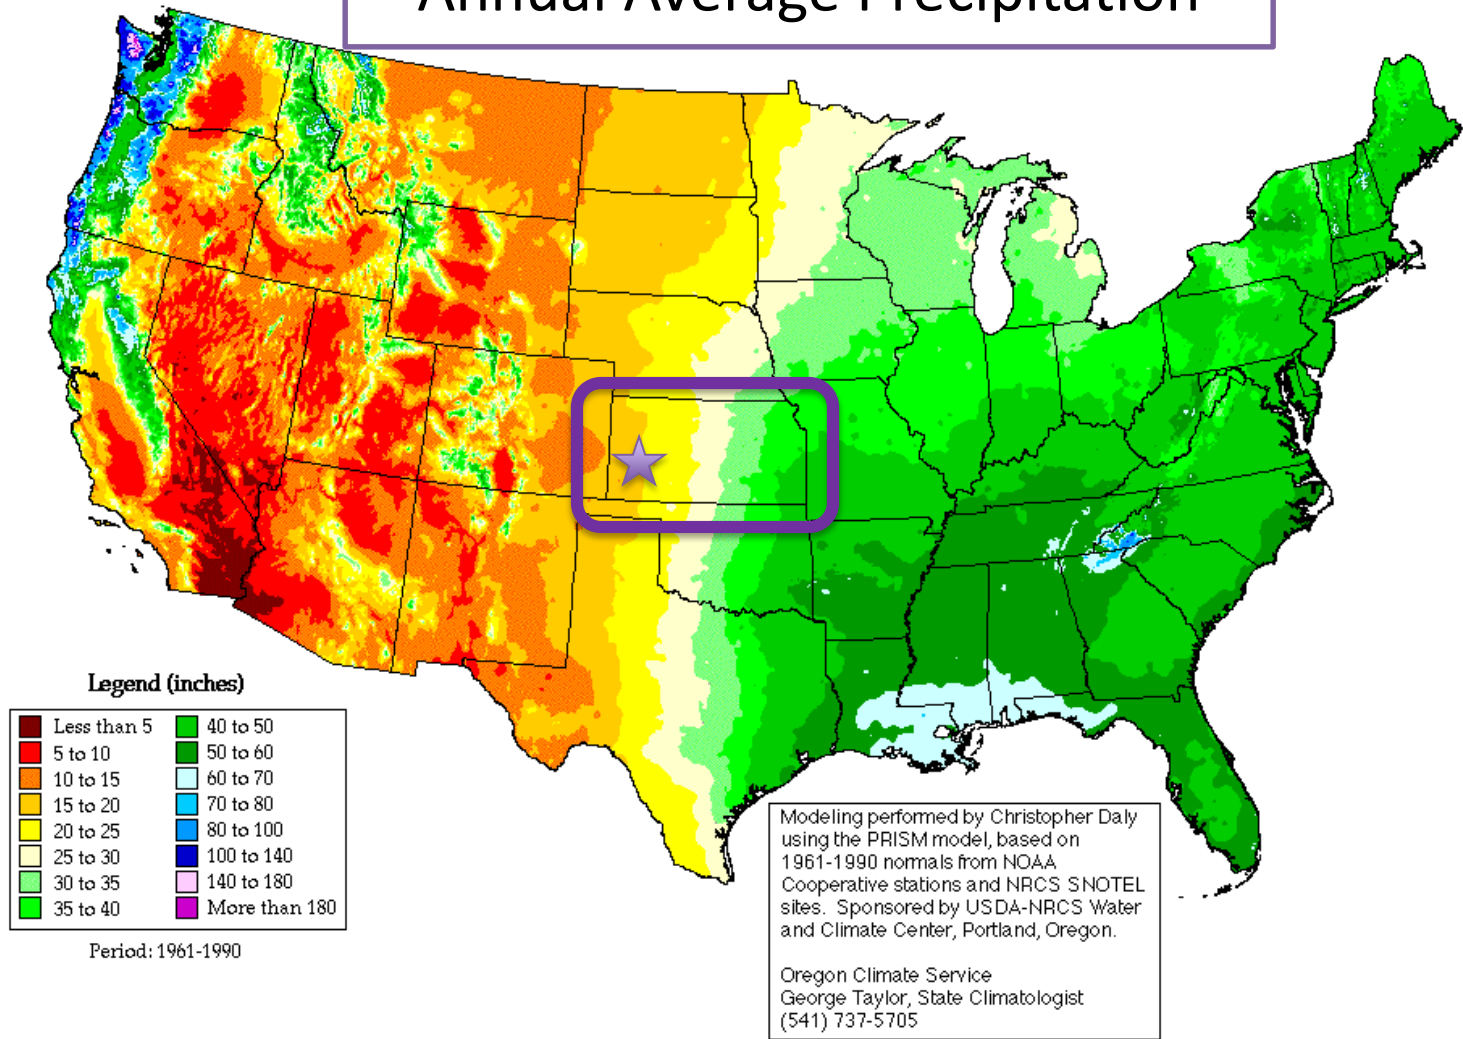 Annual Average Precipitation
Legend (inches)
Less than 5
5 to 10
10 to 15
15 to 20
20 to 25
25 to 30
30 to 35
35 to 40
40 to 50
50 to 60
60 to 70
70 to 80
80 to 100
100 to 140
140 to 180
More than 180
Period: 1961-1990
Modeling performed by Christopher Daly
using the PRISM model, based on
1961-1990 normals from NOAA
Cooperative stations and NRCS SNOTEL
sites. Sponsored by USDA-NRCS Water
and Climate Center, Portland, Oregon.
Oregon Climate Service
George Taylor, State Climatologist
(541) 737-5705